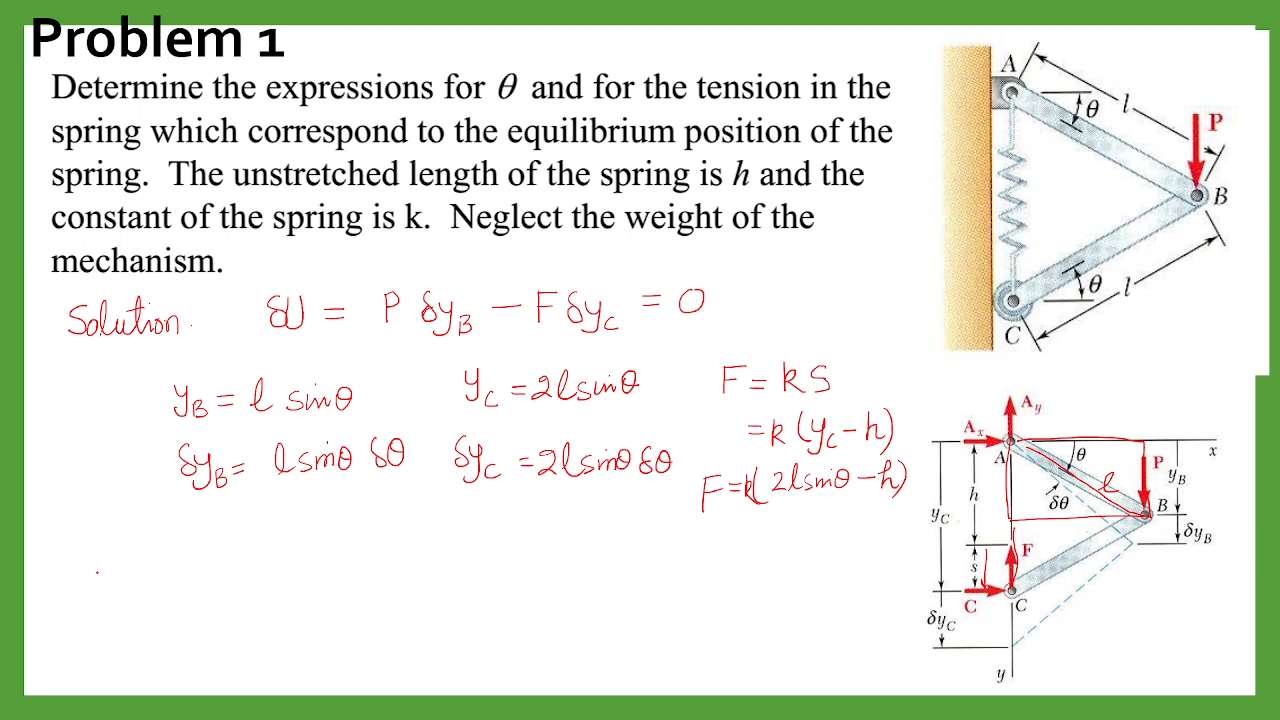 Problem 1
Determine the expressions for θ and for the tension in the
spring which correspond to the equilibrium position of the
spring. The unstretched length of the spring is h and the
constant of the spring is k. Neglect the weight of the
mechanism.
Solution. δU = P δy_B − F δy_C = 0
y_B = l sinθ y_C = 2l sinθ F = kS
= k (y_C − h)
δy_B = l sinθ δθ δy_C = 2l sinθ δθ F = k( 2l sinθ − h)
A
θ
l
P
B
θ
l
C
A_y
A_x
x
A
θ
P
y_B
h
δθ
l
B
y_C
δy_B
F
s
C
C
δy_C
y